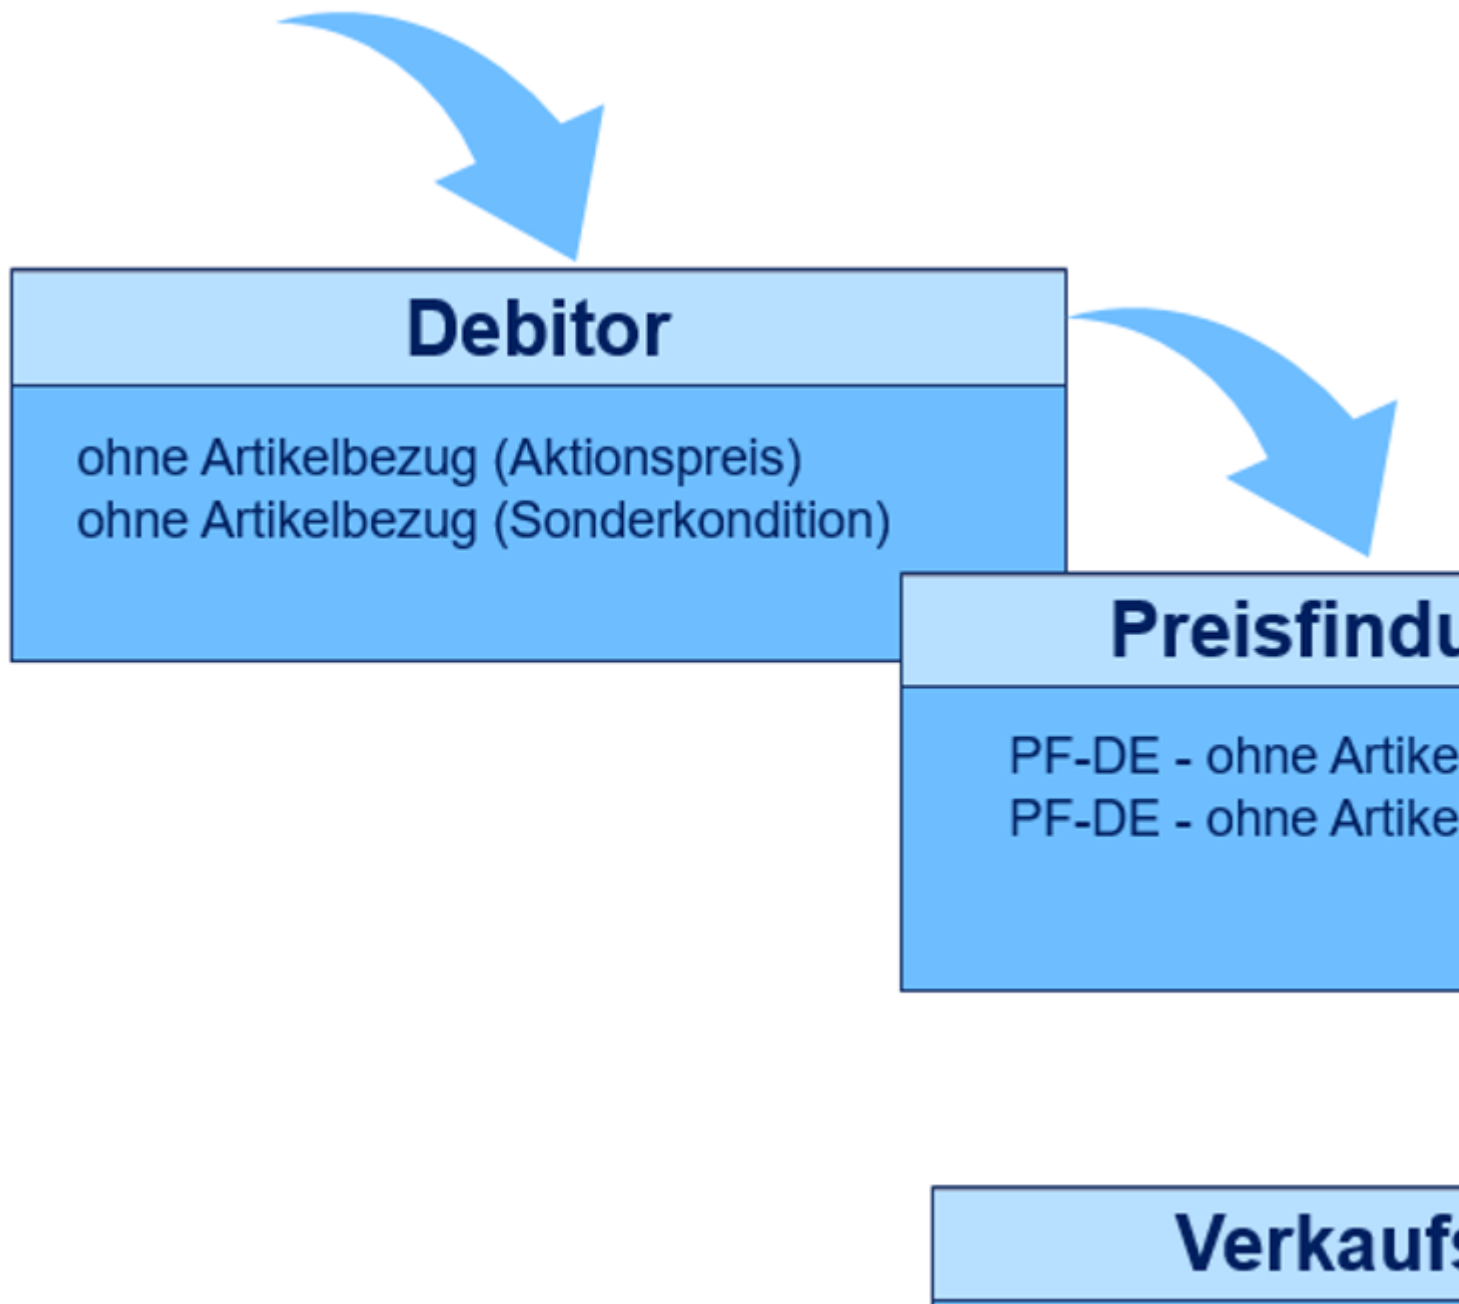 Debitor
ohne Artikelbezug (Aktionspreis)
ohne Artikelbezug (Sonderkondition)
Preisfindu
PF-DE - ohne Artike
PF-DE - ohne Artike
Verkaufs